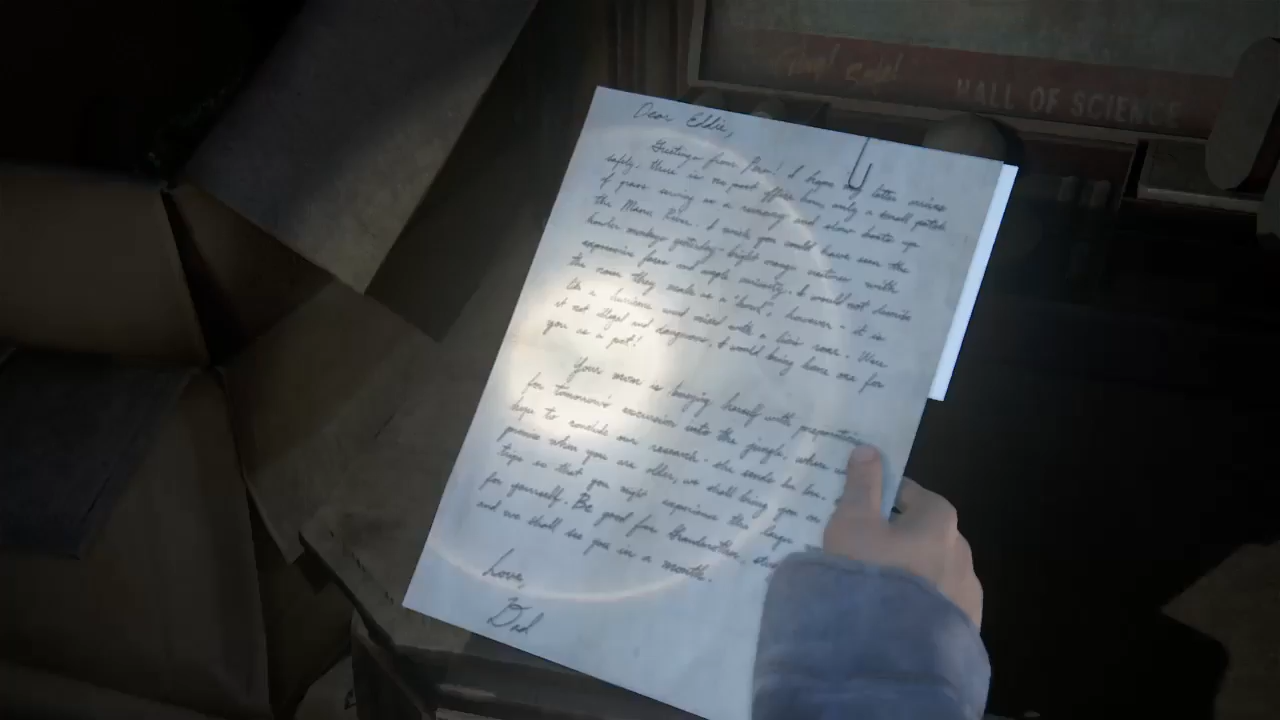 HALL OF SCIENCE
Dear Eddie,
Greetings from Peru! I hope my letter arrives
safely. There is no post office here, only a small patch
of grass serving as a runway and slow boats up
the Manu River. I wish you could have seen the
howler monkeys yesterday - bright orange creatures with
expressive faces and ample curiosity. I would not describe
the noise they make as a "howl", however - it is
like a hurricane mixed with a lion's roar. Were
it not illegal and dangerous, I would bring home one for
you as a pet!
Your mom is busying herself with preparations
for tomorrow's excursion into the jungle, where we
hope to conclude our research. She sends her love.
promise when you are older, we shall bring you on
trips so that you might experience the large
for yourself. Be good for Grandmother,
and we shall see you in a month.
Love,
Dad